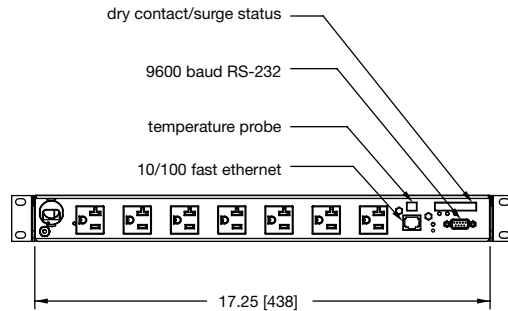 dry contact/surge status
9600 baud RS-232
temperature probe
10/100 fast ethernet
17.25 [438]